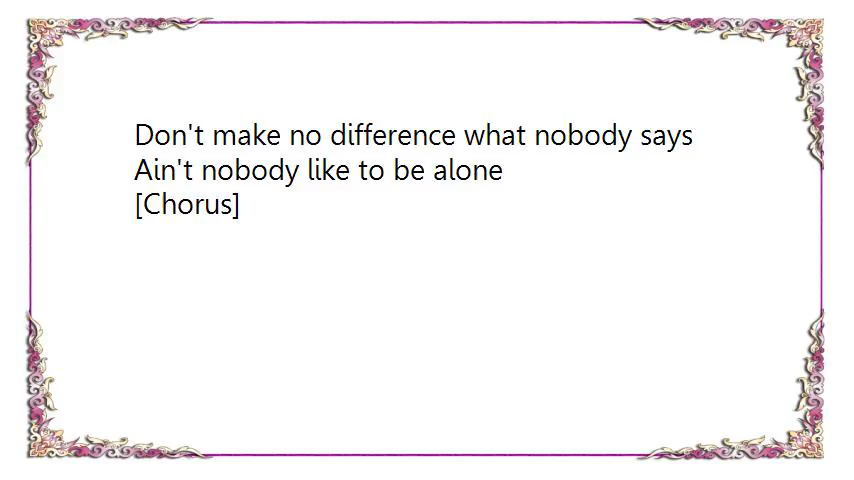 Don't make no difference what nobody says
Ain't nobody like to be alone
[Chorus]